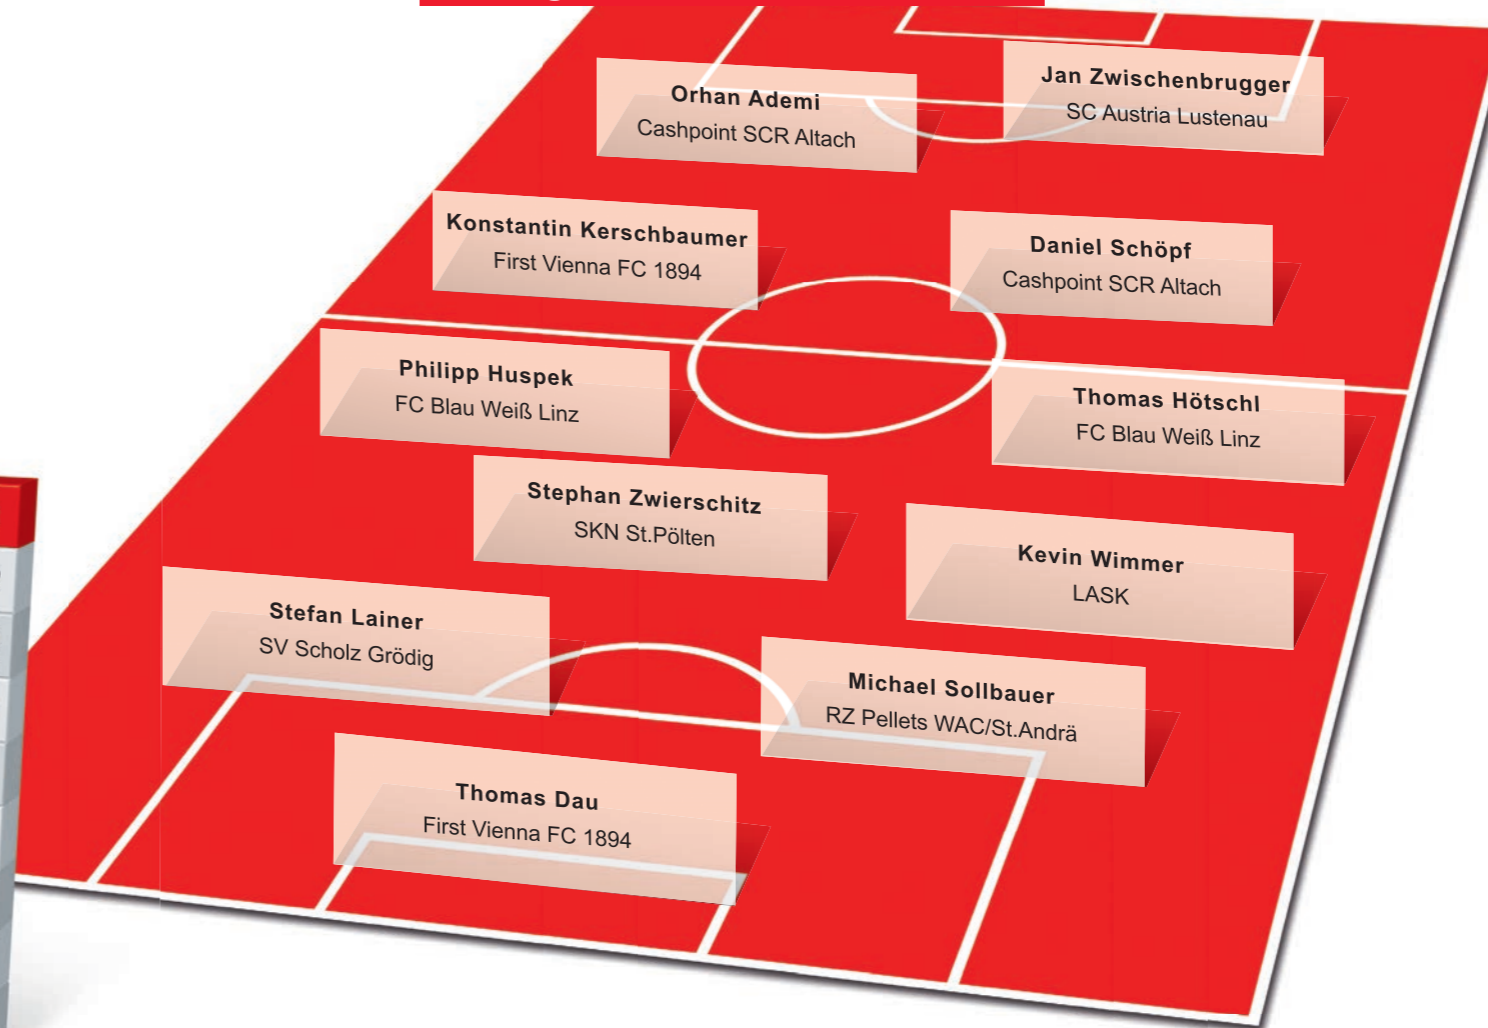 Orhan Ademi
Cashpoint SCR Altach
Jan Zwischenbrugger
SC Austria Lustenau
Konstantin Kerschbaumer
First Vienna FC 1894
Daniel Schöpf
Cashpoint SCR Altach
Philipp Huspek
FC Blau Weiß Linz
Thomas Hötschl
FC Blau Weiß Linz
Stephan Zwierschitz
SKN St.Pölten
Kevin Wimmer
LASK
Stefan Lainer
SV Scholz Grödig
Michael Sollbauer
RZ Pellets WAC/St.Andrä
Thomas Dau
First Vienna FC 1894